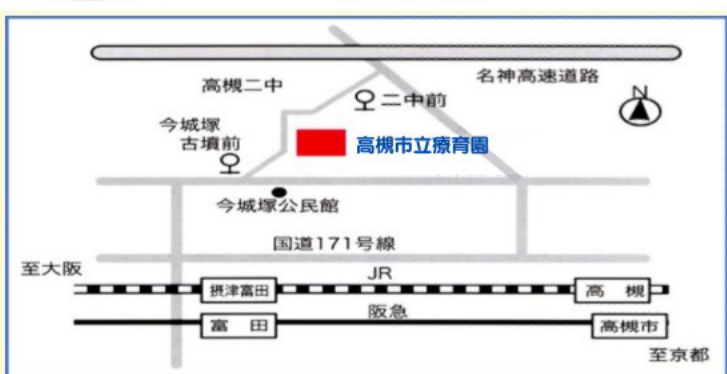 名神高速道路
高槻二中
二中前
N
今城塚
古墳前
高槻市立療育園
今城塚公民館
国道171号線
至大阪
JR
摂津富田
高 槻
阪急
富 田
高槻市
至京都